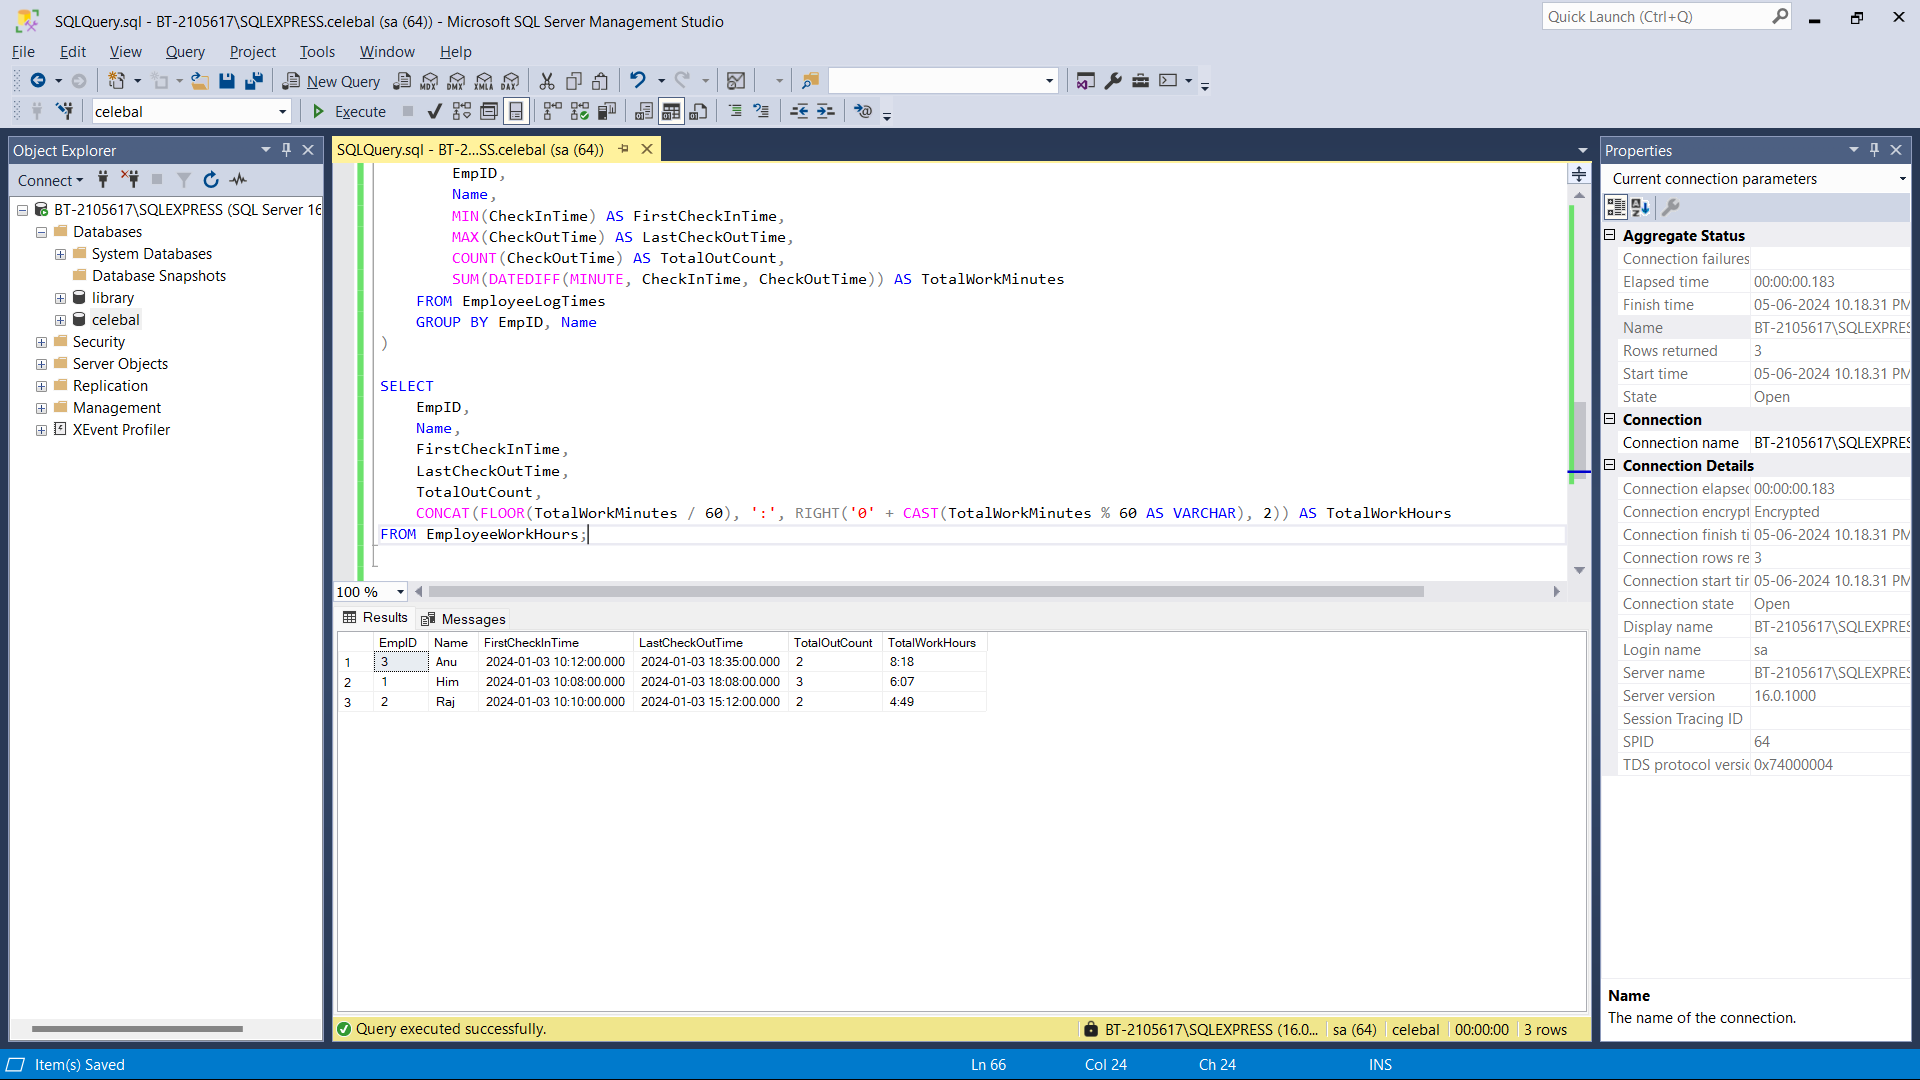 SQLQuery.sql - BT-2105617\SQLEXPRESS.celebal (sa (64)) - Microsoft SQL Server Management Studio
Quick Launch (Ctrl+Q)
File Edit View Query Project Tools Window Help
New Query MDX DMX XMLA DAX
celebal Execute
Object Explorer
Connect
BT-2105617\SQLEXPRESS (SQL Server 16
Databases
System Databases
Database Snapshots
library
celebal
Security
Server Objects
Replication
Management
XEvent Profiler
SQLQuery.sql - BT-2...SS.celebal (sa (64))
EmpID,
Name,
MIN(CheckInTime) AS FirstCheckInTime,
MAX(CheckOutTime) AS LastCheckOutTime,
COUNT(CheckOutTime) AS TotalOutCount,
SUM(DATEDIFF(MINUTE, CheckInTime, CheckOutTime)) AS TotalWorkMinutes
FROM EmployeeLogTimes
GROUP BY EmpID, Name
)
SELECT
EmpID,
Name,
FirstCheckInTime,
LastCheckOutTime,
TotalOutCount,
CONCAT(FLOOR(TotalWorkMinutes / 60), ':', RIGHT('0' + CAST(TotalWorkMinutes % 60 AS VARCHAR), 2)) AS TotalWorkHours
FROM EmployeeWorkHours;
100 %
Results Messages
EmpID Name FirstCheckInTime LastCheckOutTime TotalOutCount TotalWorkHours
1 3 Anu 2024-01-03 10:12:00.000 2024-01-03 18:35:00.000 2 8:18
2 1 Him 2024-01-03 10:08:00.000 2024-01-03 18:08:00.000 3 6:07
3 2 Raj 2024-01-03 10:10:00.000 2024-01-03 15:12:00.000 2 4:49
Query executed successfully. BT-2105617\SQLEXPRESS (16.0... sa (64) celebal 00:00:00 3 rows
Properties
Current connection parameters
Aggregate Status
Connection failures
Elapsed time 00:00:00.183
Finish time 05-06-2024 10.18.31 PM
Name BT-2105617\SQLEXPRES
Rows returned 3
Start time 05-06-2024 10.18.31 PM
State Open
Connection
Connection name BT-2105617\SQLEXPRES
Connection Details
Connection elapsec 00:00:00.183
Connection encrypt Encrypted
Connection finish ti 05-06-2024 10.18.31 PM
Connection rows re 3
Connection start tir 05-06-2024 10.18.31 PM
Connection state Open
Display name BT-2105617\SQLEXPRES
Login name sa
Server name BT-2105617\SQLEXPRES
Server version 16.0.1000
Session Tracing ID
SPID 64
TDS protocol versic 0x74000004
Name
The name of the connection.
Item(s) Saved Ln 66 Col 24 Ch 24 INS